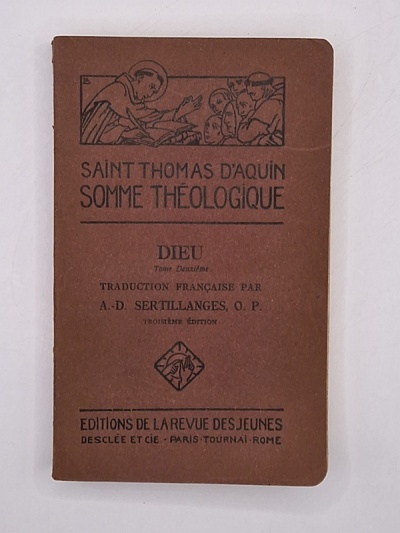 SAINT THOMAS D'AQUIN
SOMME THÉOLOGIQUE
DIEU
Tome Deuxième
TRADUCTION FRANÇAISE PAR
A.-D. SERTILLANGES, O. P.
TROISIÈME ÉDITION
EDITIONS DE LA REVUE DES JEUNES
DESCLÉE ET CIE - PARIS - TOURNAI - ROME